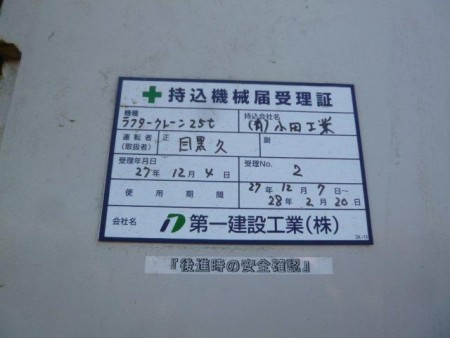 持込機械届受理証
機種 ラフタークレーン25t 持込会社名 (有)小田工業
運転者(取扱者) 正 目黒久 副
受理年月日 27年 12月 4日 受理No. 2
使用期間 27年 12月 7日〜 28年 2月 20日
会社名 第一建設工業(株)
『後進時の安全確認』